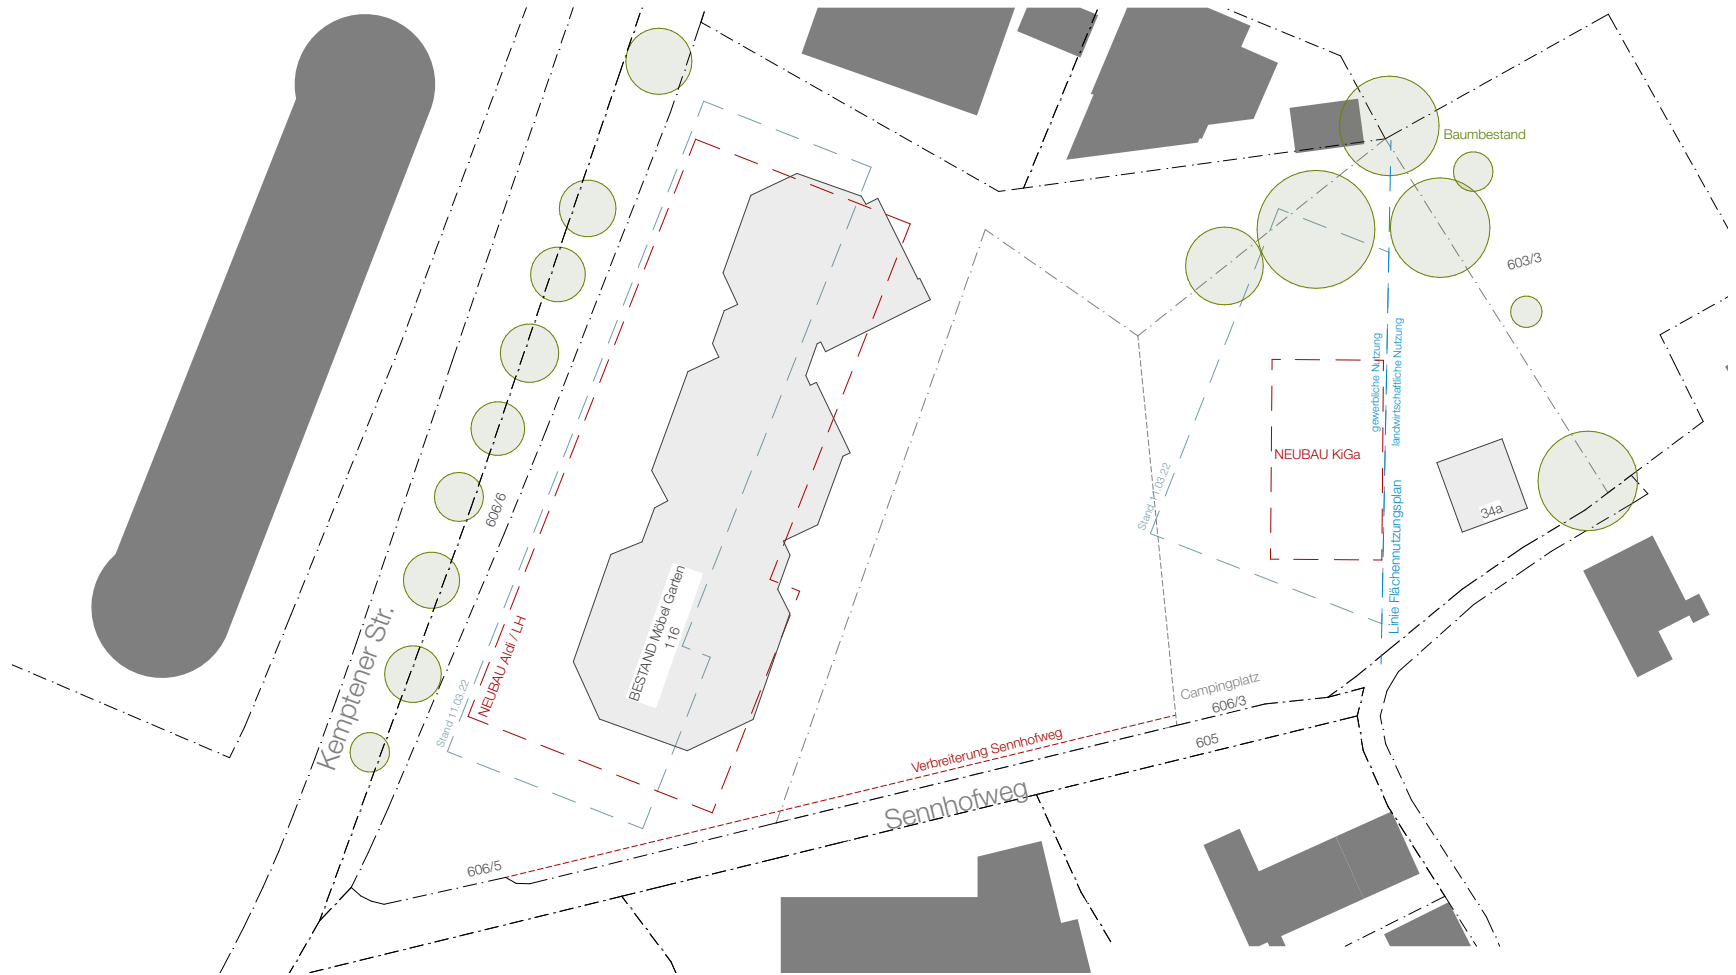 Baumbestand
603/3
gewerbliche Nutzung
landwirtschaftliche Nutzung
NEUBAU KiGa
Stand 11.03.22
Linie Flächennutzungsplan
34a
606/6
BESTAND Möbel Garten
116
Kemptener Str.
NEUBAU Aldi / LH
Stand 11.03.22
Campingplatz
606/3
605
Verbreiterung Sennhofweg
Sennhofweg
606/5